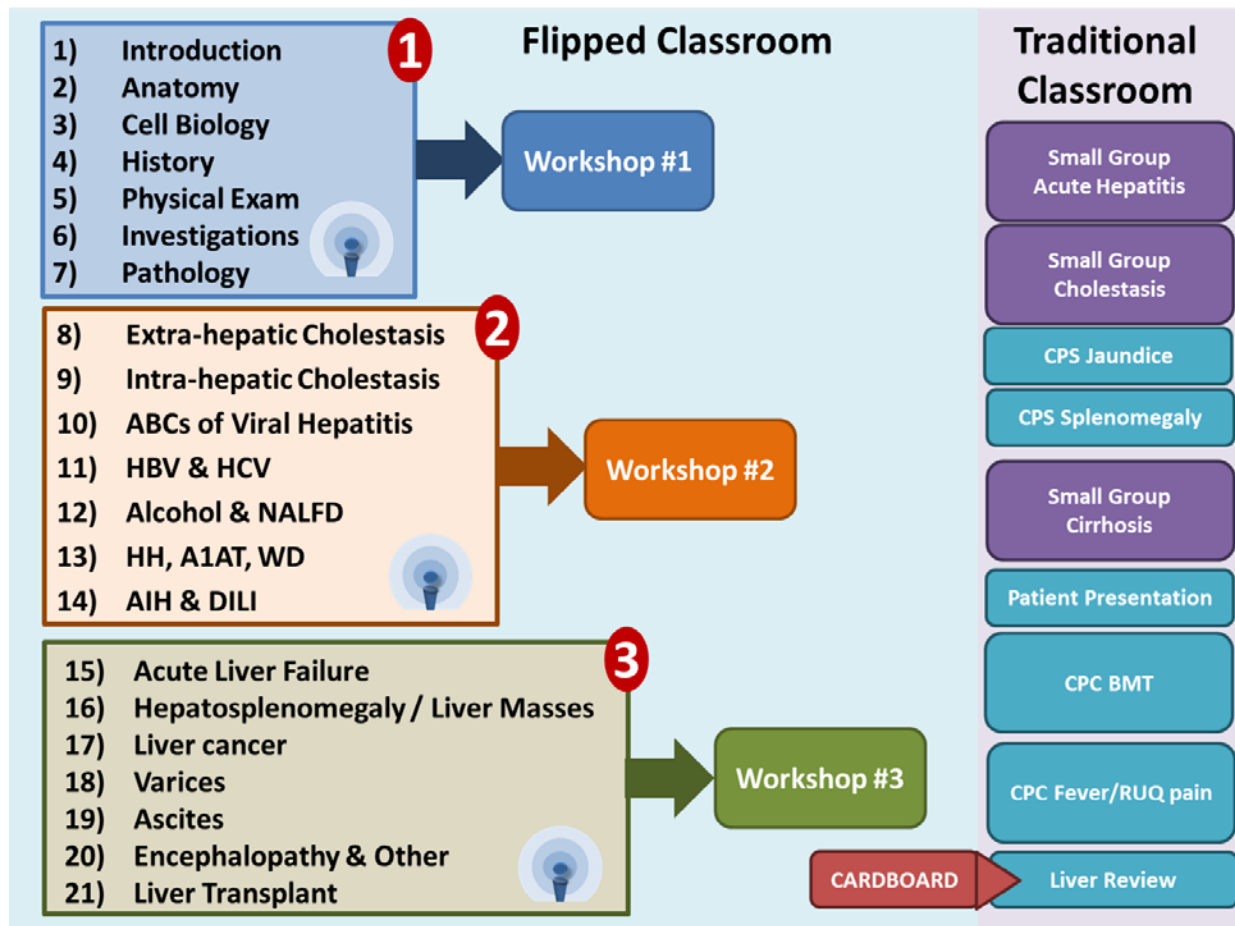 Flipped Classroom
1
1) Introduction
2) Anatomy
3) Cell Biology
4) History
5) Physical Exam
6) Investigations
7) Pathology
Workshop #1
2
8) Extra-hepatic Cholestasis
9) Intra-hepatic Cholestasis
10) ABCs of Viral Hepatitis
11) HBV & HCV
12) Alcohol & NALFD
13) HH, A1AT, WD
14) AIH & DILI
Workshop #2
3
15) Acute Liver Failure
16) Hepatosplenomegaly / Liver Masses
17) Liver cancer
18) Varices
19) Ascites
20) Encephalopathy & Other
21) Liver Transplant
Workshop #3
Traditional
Classroom
Small Group
Acute Hepatitis
Small Group
Cholestasis
CPS Jaundice
CPS Splenomegaly
Small Group
Cirrhosis
Patient Presentation
CPC BMT
CPC Fever/RUQ pain
CARDBOARD
Liver Review